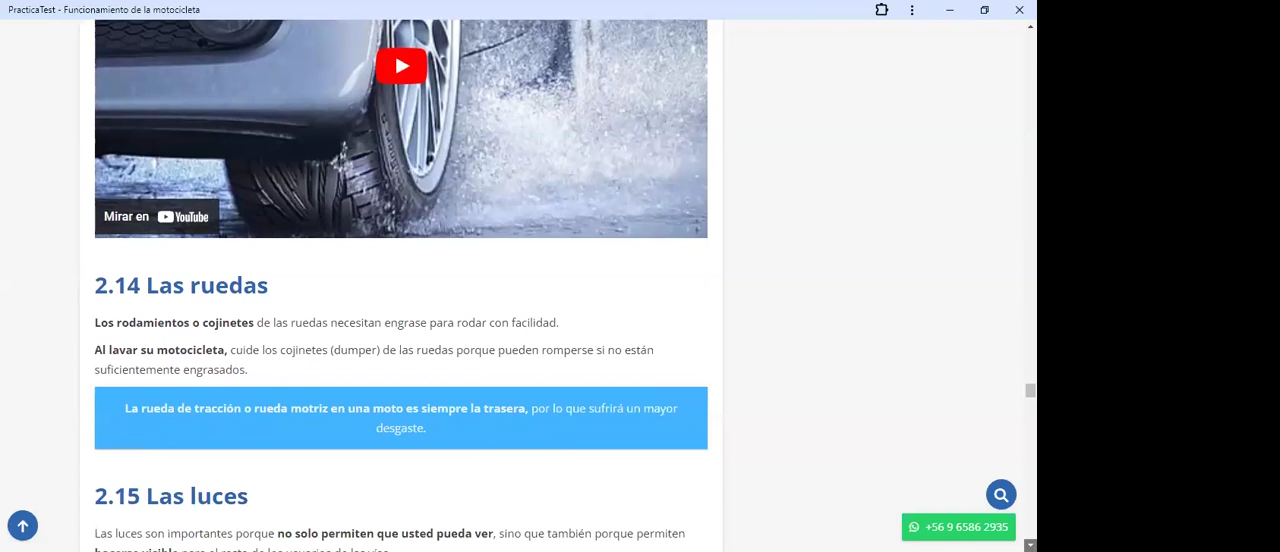 PracticaTest - Funcionamiento de la motocicleta
Mirar en YouTube
2.14 Las ruedas
Los rodamientos o cojinetes de las ruedas necesitan engrase para rodar con facilidad.
Al lavar su motocicleta, cuide los cojinetes (dumper) de las ruedas porque pueden romperse si no están
suficientemente engrasados.
La rueda de tracción o rueda motriz en una moto es siempre la trasera, por lo que sufrirá un mayor
desgaste.
2.15 Las luces
Las luces son importantes porque no solo permiten que usted pueda ver, sino que también porque permiten
+56 9 6586 2935